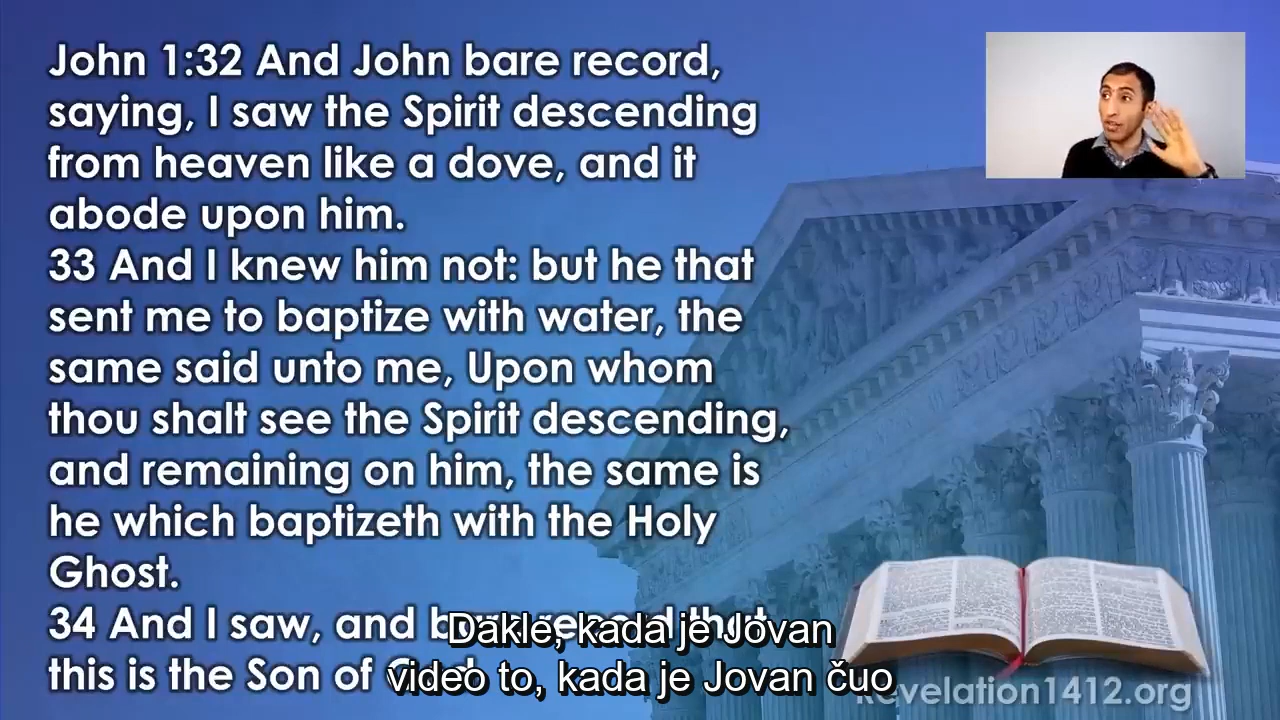 John 1:32 And John bare record,
saying, I saw the Spirit descending
from heaven like a dove, and it
abode upon him.
33 And I knew him not: but he that
sent me to baptize with water, the
same said unto me, Upon whom
thou shalt see the Spirit descending,
and remaining on him, the same is
he which baptizeth with the Holy
Ghost.
34 And I saw, and bare record that
this is the Son of God.
Dakle, kada je Jovan
video to, kada je Jovan čuo
Revelation1412.org